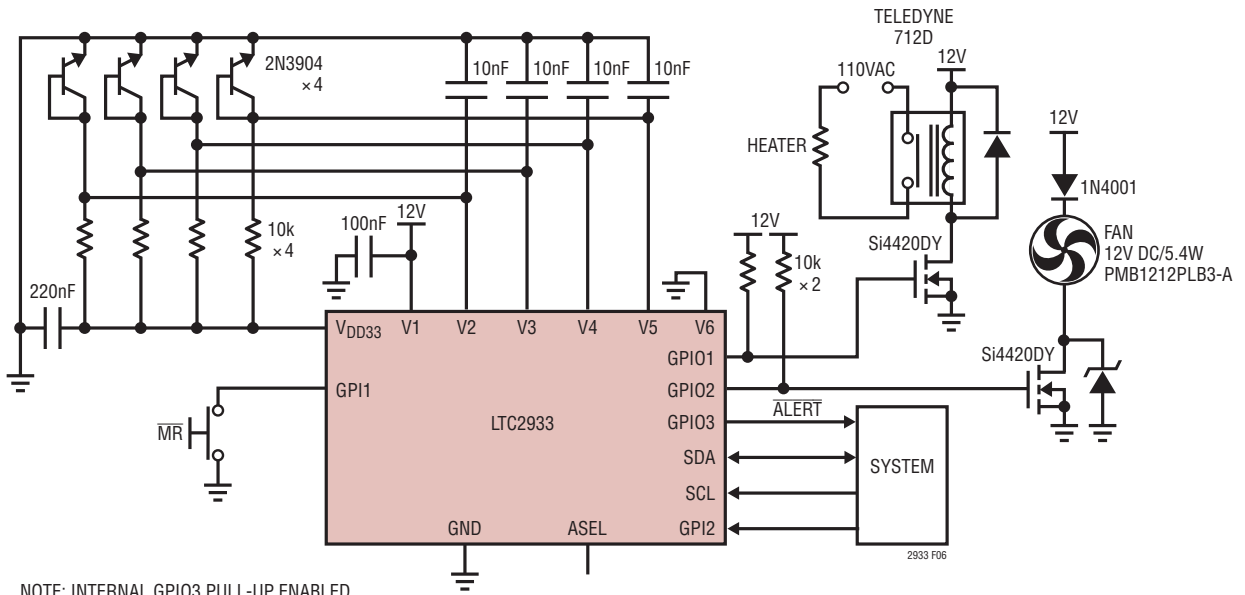 TELEDYNE
712D
2N3904
×4
10nF
10nF
10nF
10nF
110VAC
12V
HEATER
12V
1N4001
FAN
12V DC/5.4W
PMB1212PLB3-A
10k
×4
100nF
12V
12V
10k
×2
Si4420DY
220nF
Si4420DY
VDD33
V1
V2
V3
V4
V5
V6
GPIO1
GPI1
GPIO2
MR
LTC2933
GPIO3
ALERT
SDA
SYSTEM
SCL
GND
ASEL
GPI2
2933 F06
NOTE: INTERNAL GPIO3 PULL-UP ENABLED